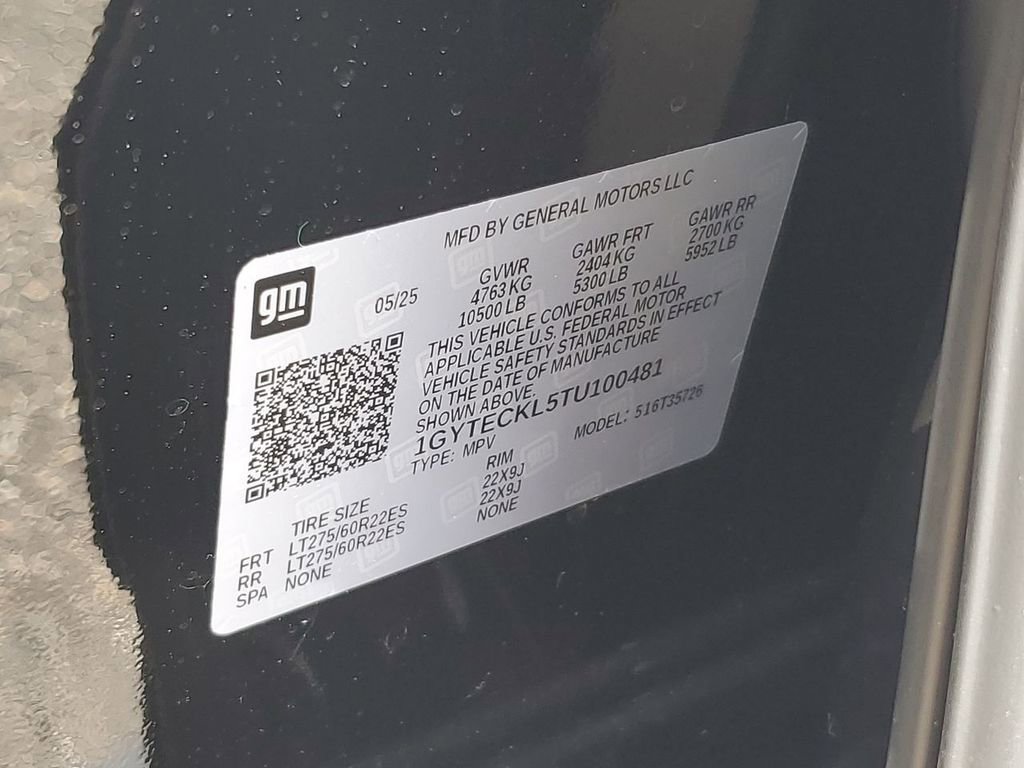 MFD BY GENERAL MOTORS LLC
gm
05/25
GVWR GAWR FRT GAWR RR
4763 KG 2404 KG 2700 KG
10500 LB 5300 LB 5952 LB
THIS VEHICLE CONFORMS TO ALL
APPLICABLE U.S. FEDERAL MOTOR
VEHICLE SAFETY STANDARDS IN EFFECT
ON THE DATE OF MANUFACTURE
SHOWN ABOVE.
1GYTECKL5TU100481
TYPE: MPV MODEL: 516T35726
TIRE SIZE RIM
FRT LT275/60R22ES 22X9J
RR LT275/60R22ES 22X9J
SPA NONE NONE